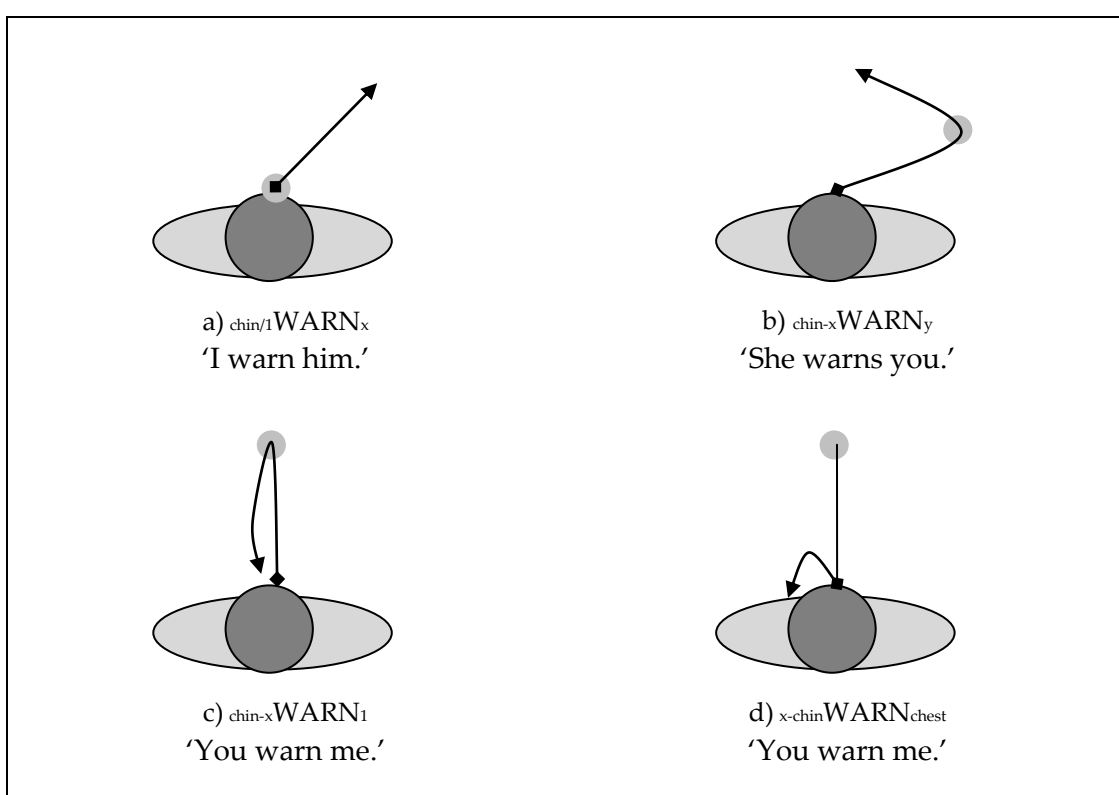 a) chin/1WARNx
‘I warn him.’
b) chin-xWARNy
‘She warns you.’
c) chin-xWARN1
‘You warn me.’
d) x-chinWARNchest
‘You warn me.’